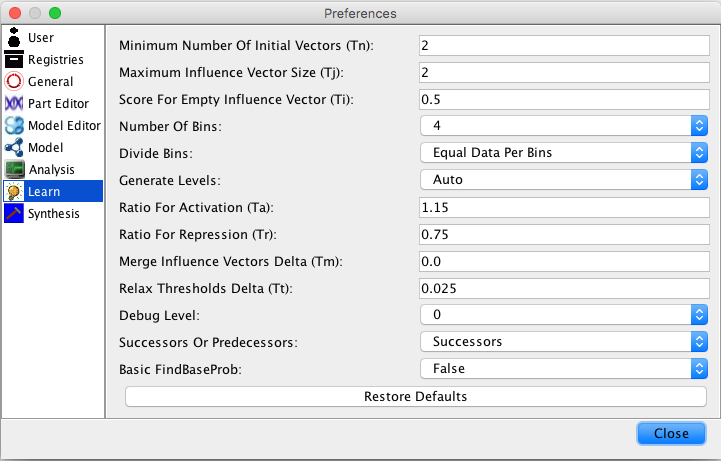 Preferences
User
Registries
General
Part Editor
Model Editor
Model
Analysis
Learn
Synthesis
Minimum Number Of Initial Vectors (Tn): 2
Maximum Influence Vector Size (Tj): 2
Score For Empty Influence Vector (Ti): 0.5
Number Of Bins: 4
Divide Bins: Equal Data Per Bins
Generate Levels: Auto
Ratio For Activation (Ta): 1.15
Ratio For Repression (Tr): 0.75
Merge Influence Vectors Delta (Tm): 0.0
Relax Thresholds Delta (Tt): 0.025
Debug Level: 0
Successors Or Predecessors: Successors
Basic FindBaseProb: False
Restore Defaults
Close